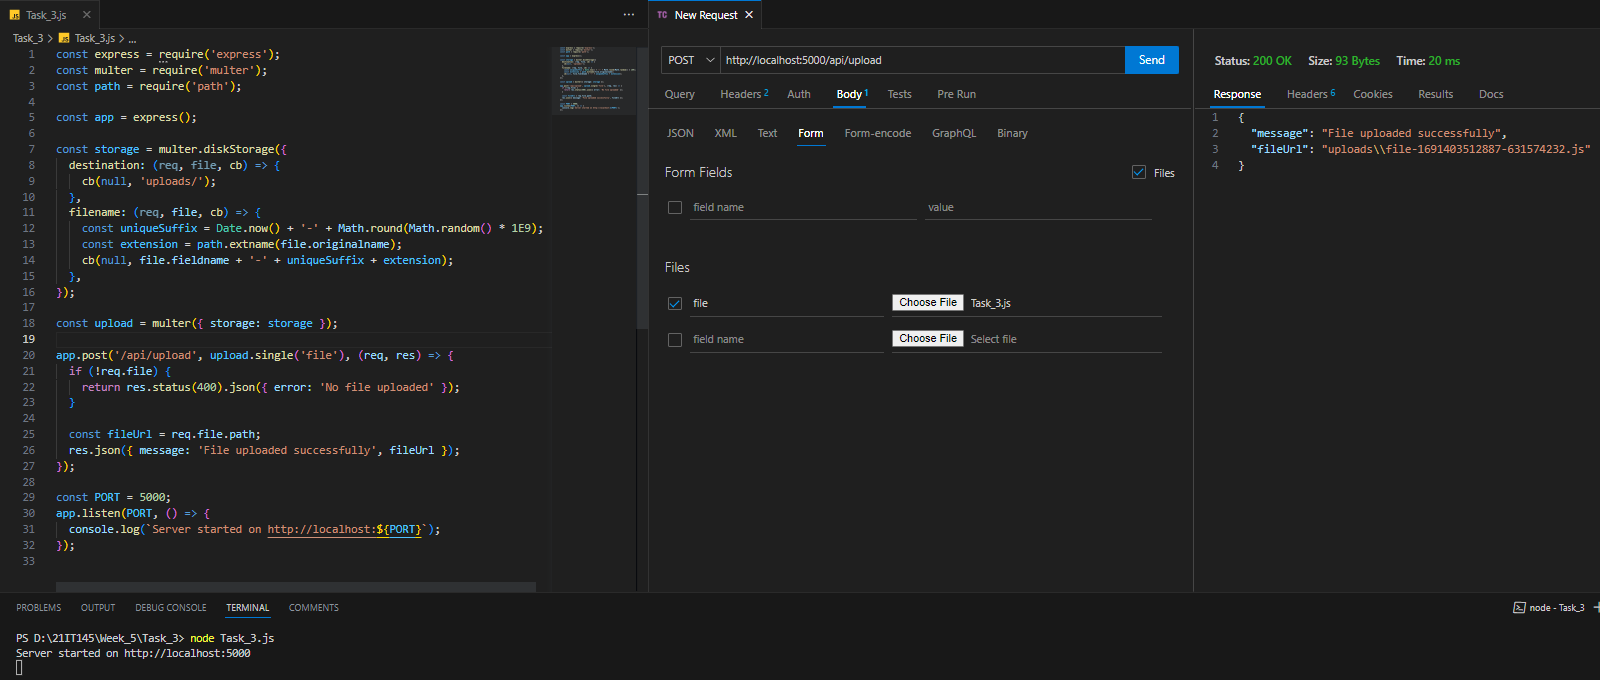 JS Task_3.js ×
Task_3 > JS Task_3.js > ...
1 const express = require('express');
2 const multer = require('multer');
3 const path = require('path');
4
5 const app = express();
6
7 const storage = multer.diskStorage({
8 destination: (req, file, cb) => {
9 cb(null, 'uploads/');
10 },
11 filename: (req, file, cb) => {
12 const uniqueSuffix = Date.now() + '-' + Math.round(Math.random() * 1E9);
13 const extension = path.extname(file.originalname);
14 cb(null, file.fieldname + '-' + uniqueSuffix + extension);
15 },
16 });
17
18 const upload = multer({ storage: storage });
19
20 app.post('/api/upload', upload.single('file'), (req, res) => {
21 if (!req.file) {
22 return res.status(400).json({ error: 'No file uploaded' });
23 }
24
25 const fileUrl = req.file.path;
26 res.json({ message: 'File uploaded successfully', fileUrl });
27 });
28
29 const PORT = 5000;
30 app.listen(PORT, () => {
31 console.log(`Server started on http://localhost:${PORT}`);
32 });
33
TC New Request ×
POST http://localhost:5000/api/upload Send
Query Headers 2 Auth Body 1 Tests Pre Run
JSON XML Text Form Form-encode GraphQL Binary
Form Fields Files
field name value
Files
file Choose File Task_3.js
field name Choose File Select file
Status: 200 OK Size: 93 Bytes Time: 20 ms
Response Headers 6 Cookies Results Docs
1 {
2 "message": "File uploaded successfully",
3 "fileUrl": "uploads\\file-1691403512887-631574232.js"
4 }
PROBLEMS OUTPUT DEBUG CONSOLE TERMINAL COMMENTS
node - Task_3
PS D:\21IT145\Week_5\Task_3> node Task_3.js
Server started on http://localhost:5000